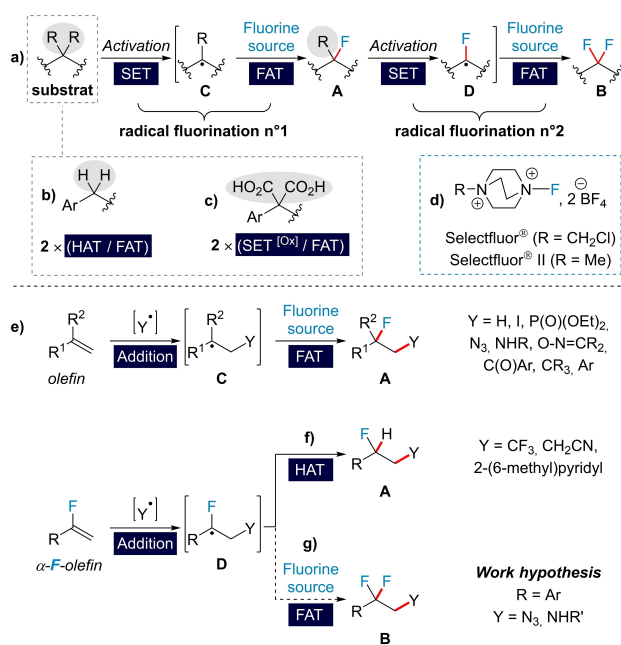 a)
R R
substrat
Activation
SET
R
C
Fluorine
source
FAT
R F
A
Activation
SET
F
D
Fluorine
source
FAT
F F
B
radical fluorination n°1
radical fluorination n°2
b)
H H
Ar
2 × (HAT / FAT)
c)
HO₂C CO₂H
Ar
2 × (SET [Ox] / FAT)
d)
R–N⊕ ⊕N–F , 2 BF₄⊖
Selectfluor® (R = CH₂Cl)
Selectfluor® II (R = Me)
e)
R²
R¹
olefin
[Y•]
Addition
R²
R¹ Y
C
Fluorine
source
FAT
R² F
R¹ Y
A
Y = H, I, P(O)(OEt)₂,
N₃, NHR, O-N=CR₂,
C(O)Ar, CR₃, Ar
F
R
α-F-olefin
[Y•]
Addition
F
R Y
D
f)
HAT
F H
R Y
A
Y = CF₃, CH₂CN,
2-(6-methyl)pyridyl
g)
Fluorine
source
FAT
F F
R Y
B
Work hypothesis
R = Ar
Y = N₃, NHR'